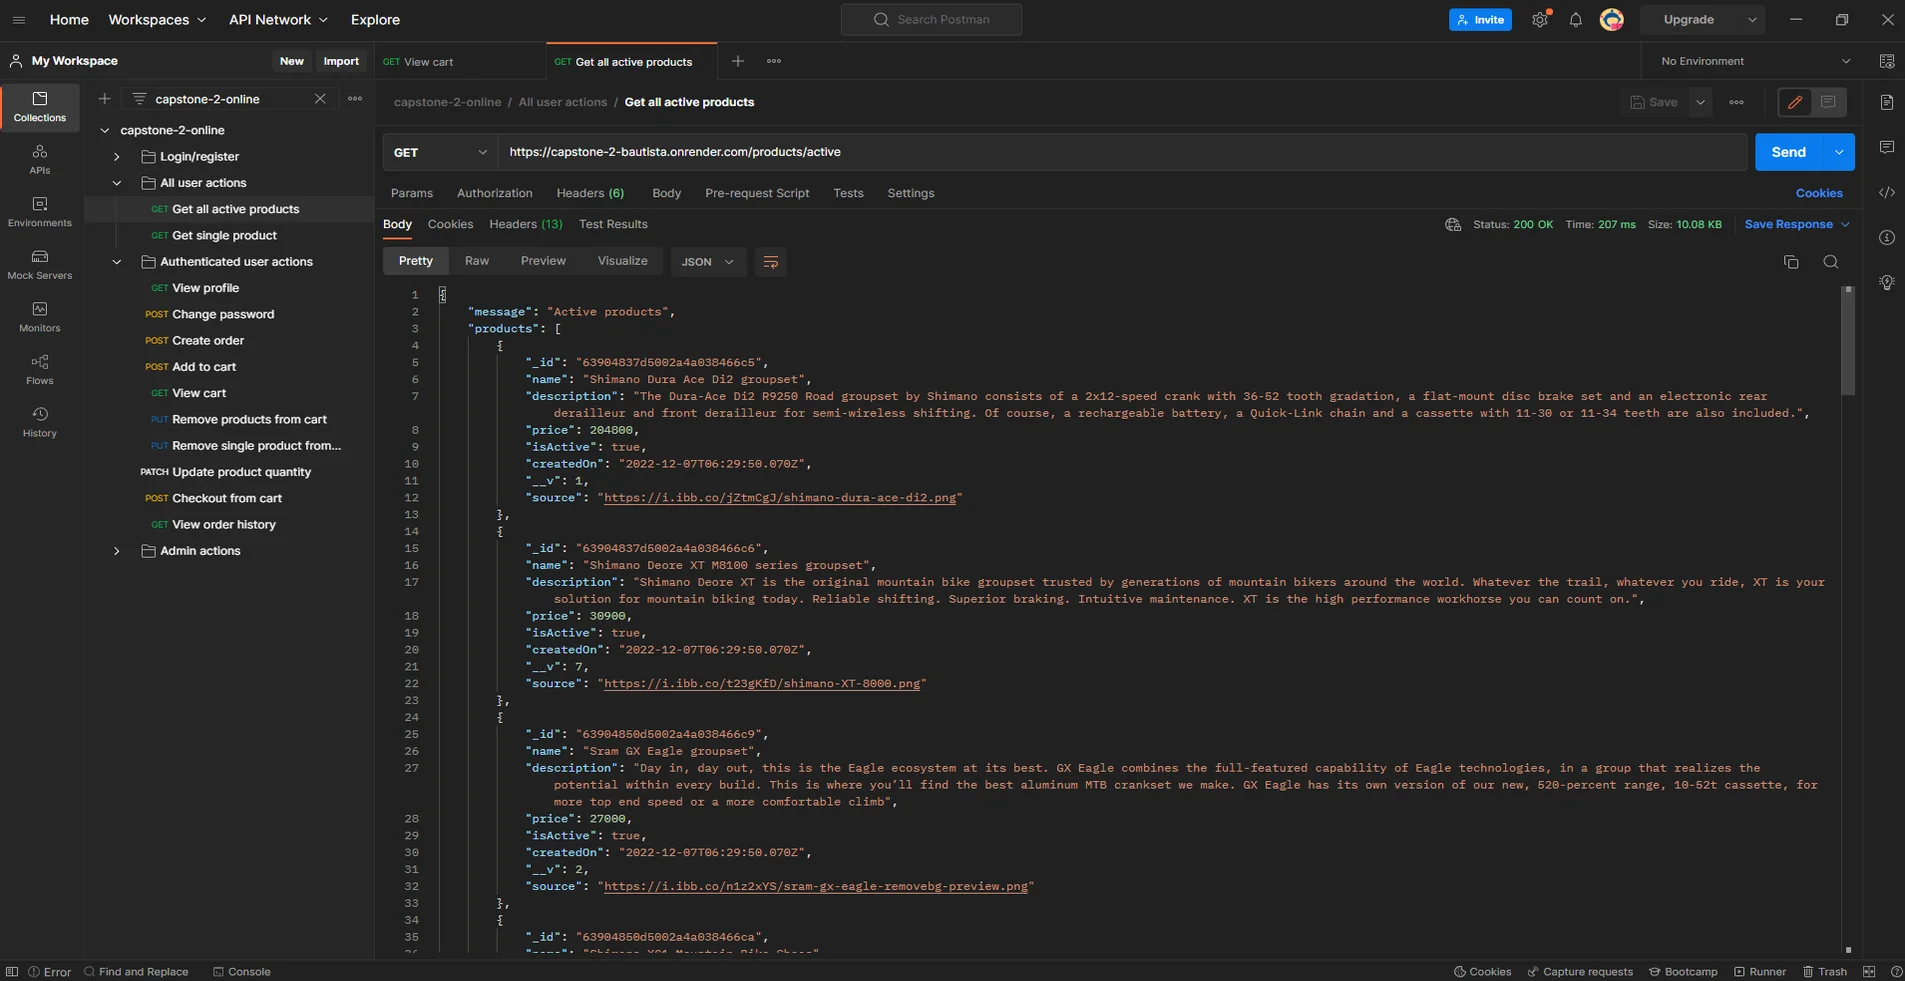 Home Workspaces API Network Explore Search Postman Invite Upgrade
My Workspace New Import GET View cart GET Get all active products No Environment
Collections
APIs
Environments
Mock Servers
Monitors
Flows
History
capstone-2-online
capstone-2-online
Login/register
All user actions
GET Get all active products
GET Get single product
Authenticated user actions
GET View profile
POST Change password
POST Create order
POST Add to cart
GET View cart
PUT Remove products from cart
PUT Remove single product from...
PATCH Update product quantity
POST Checkout from cart
GET View order history
Admin actions
capstone-2-online / All user actions / Get all active products Save
GET https://capstone-2-bautista.onrender.com/products/active Send
Params Authorization Headers (6) Body Pre-request Script Tests Settings Cookies
Body Cookies Headers (13) Test Results Status: 200 OK Time: 207 ms Size: 10.08 KB Save Response
Pretty Raw Preview Visualize JSON
1 {
2 "message": "Active products",
3 "products": [
4 {
5 "_id": "63904837d5002a4a038466c5",
6 "name": "Shimano Dura Ace Di2 groupset",
7 "description": "The Dura-Ace Di2 R9250 Road groupset by Shimano consists of a 2x12-speed crank with 36-52 tooth gradation, a flat-mount disc brake set and an electronic rear
derailleur and front derailleur for semi-wireless shifting. Of course, a rechargeable battery, a Quick-Link chain and a cassette with 11-30 or 11-34 teeth are also included.",
8 "price": 204800,
9 "isActive": true,
10 "createdOn": "2022-12-07T06:29:50.070Z",
11 "__v": 1,
12 "source": "https://i.ibb.co/jZtmCgJ/shimano-dura-ace-di2.png"
13 },
14 {
15 "_id": "63904837d5002a4a038466c6",
16 "name": "Shimano Deore XT M8100 series groupset",
17 "description": "Shimano Deore XT is the original mountain bike groupset trusted by generations of mountain bikers around the world. Whatever the trail, whatever you ride, XT is your
solution for mountain biking today. Reliable shifting. Superior braking. Intuitive maintenance. XT is the high performance workhorse you can count on.",
18 "price": 30900,
19 "isActive": true,
20 "createdOn": "2022-12-07T06:29:50.070Z",
21 "__v": 7,
22 "source": "https://i.ibb.co/t23gKfD/shimano-XT-8000.png"
23 },
24 {
25 "_id": "63904850d5002a4a038466c9",
26 "name": "Sram GX Eagle groupset",
27 "description": "Day in, day out, this is the Eagle ecosystem at its best. GX Eagle combines the full-featured capability of Eagle technologies, in a group that realizes the
potential within every build. This is where you’ll find the best aluminum MTB crankset we make. GX Eagle has its own version of our new, 520-percent range, 10-52t cassette, for
more top end speed or a more comfortable climb",
28 "price": 27000,
29 "isActive": true,
30 "createdOn": "2022-12-07T06:29:50.070Z",
31 "__v": 2,
32 "source": "https://i.ibb.co/n1z2xYS/sram-gx-eagle-removebg-preview.png"
33 },
34 {
35 "_id": "63904850d5002a4a038466ca",
Error Find and Replace Console Cookies Capture requests Bootcamp Runner Trash